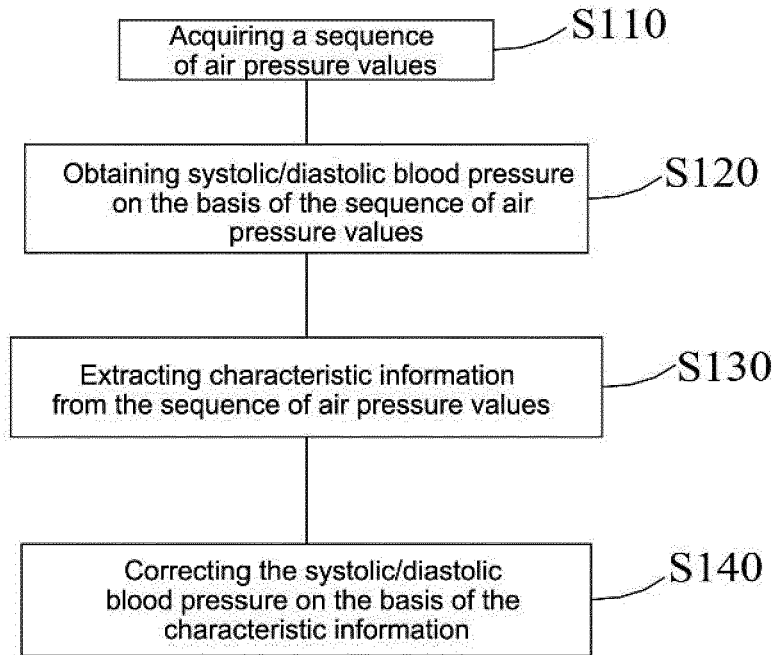 Acquiring a sequence
of air pressure values
S110
Obtaining systolic/diastolic blood pressure
on the basis of the sequence of air
pressure values
S120
Extracting characteristic information
from the sequence of air pressure values
S130
Correcting the systolic/diastolic
blood pressure on the basis of the
characteristic information
S140